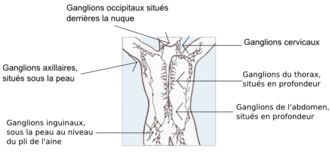 Ganglions occipitaux situés
derrières la nuque
Ganglions cervicaux
Ganglions axillaires,
situés sous la peau
Ganglions du thorax,
situés en profondeur
Ganglions de l'abdomen,
situés en profondeur
Ganglions inguinaux,
sous la peau au niveau
du pli de l'aine